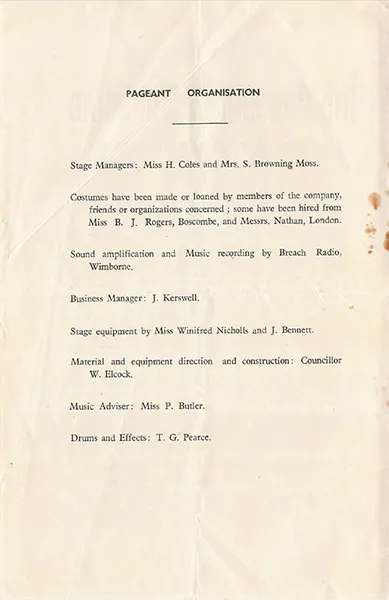 PAGEANT ORGANISATION
Stage Managers: Miss H. Coles and Mrs. S. Browning Moss.
Costumes have been made or loaned by members of the company,
friends or organizations concerned ; some have been hired from
Miss B. J. Rogers, Boscombe, and Messrs. Nathan, London.
Sound amplification and Music recording by Breach Radio,
Wimborne.
Business Manager: J. Kerswell.
Stage equipment by Miss Winifred Nicholls and J. Bennett.
Material and equipment direction and construction: Councillor
W. Elcock.
Music Adviser: Miss P. Butler.
Drums and Effects: T. G. Pearce.